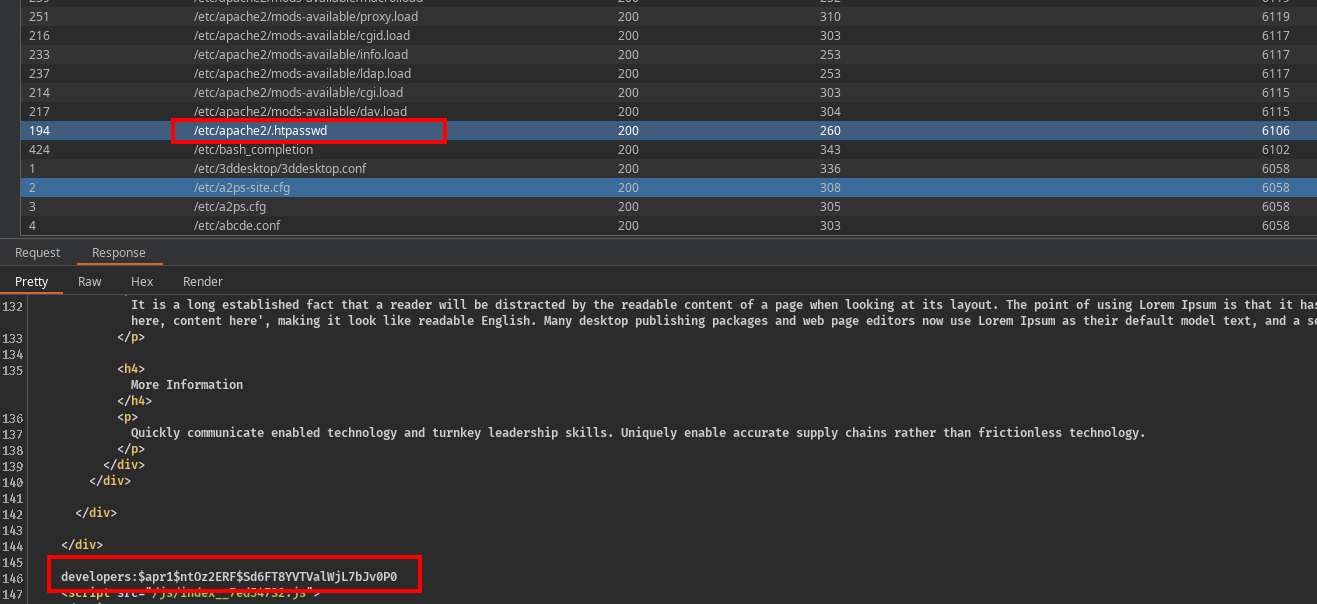 251 /etc/apache2/mods-available/proxy.load 200 310 6119
216 /etc/apache2/mods-available/cgid.load 200 303 6117
233 /etc/apache2/mods-available/info.load 200 253 6117
237 /etc/apache2/mods-available/ldap.load 200 253 6117
214 /etc/apache2/mods-available/cgi.load 200 303 6115
217 /etc/apache2/mods-available/dav.load 200 304 6115
194 /etc/apache2/.htpasswd 200 260 6106
424 /etc/bash_completion 200 343 6102
1 /etc/3ddesktop/3ddesktop.conf 200 336 6058
2 /etc/a2ps-site.cfg 200 308 6058
3 /etc/a2ps.cfg 200 305 6058
4 /etc/abcde.conf 200 303 6058
Request Response
Pretty Raw Hex Render
132 It is a long established fact that a reader will be distracted by the readable content of a page when looking at its layout. The point of using Lorem Ipsum is that it has
here, content here', making it look like readable English. Many desktop publishing packages and web page editors now use Lorem Ipsum as their default model text, and a se
133 </p>
134
135 <h4>
More Information
</h4>
136 <p>
137 Quickly communicate enabled technology and turnkey leadership skills. Uniquely enable accurate supply chains rather than frictionless technology.
138 </p>
139 </div>
140 </div>
141
142 </div>
143
144 </div>
145
146 developers:$apr1$ntOz2ERF$Sd6FT8YVTValWjL7bJv0P0
147 <script src="/js/index__7ed54732.js">